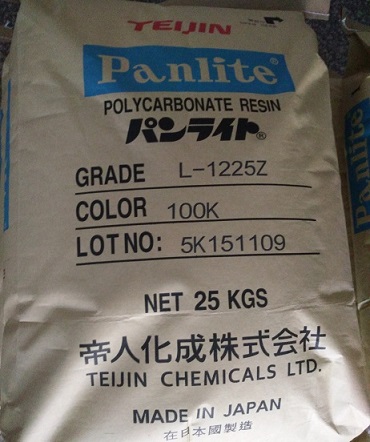 TEIJIN
Panlite®
POLYCARBONATE RESIN
パンライト®
GRADE L-1225Z
COLOR 100K
LOT NO: 5K151109
NET 25 KGS
帝人化成株式会社
TEIJIN CHEMICALS LTD.
MADE IN JAPAN
在日本國製造